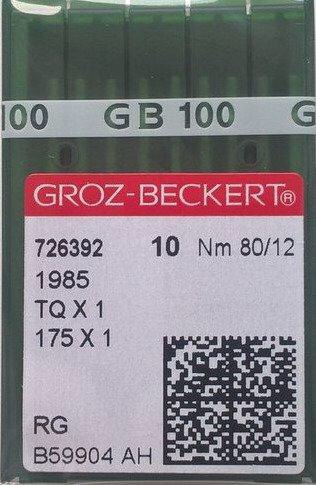 100 GB 100 G
GROZ-BECKERT®
726392 10 Nm 80/12
1985
TQ X 1
175 X 1
RG
B59904 AH